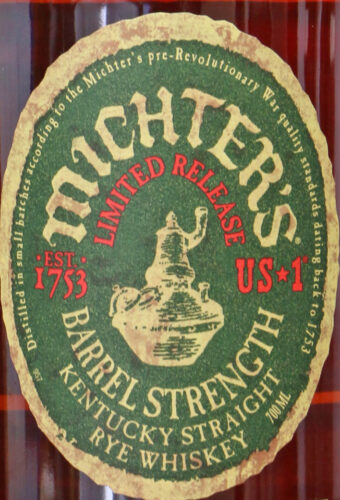 Distilled in small batches according to the Michter's pre-Revolutionary War quality standards dating back to 1753
MICHTER'S
LIMITED RELEASE
·EST.·
1753
US★1
BARREL STRENGTH
KENTUCKY STRAIGHT
RYE WHISKEY
700ML